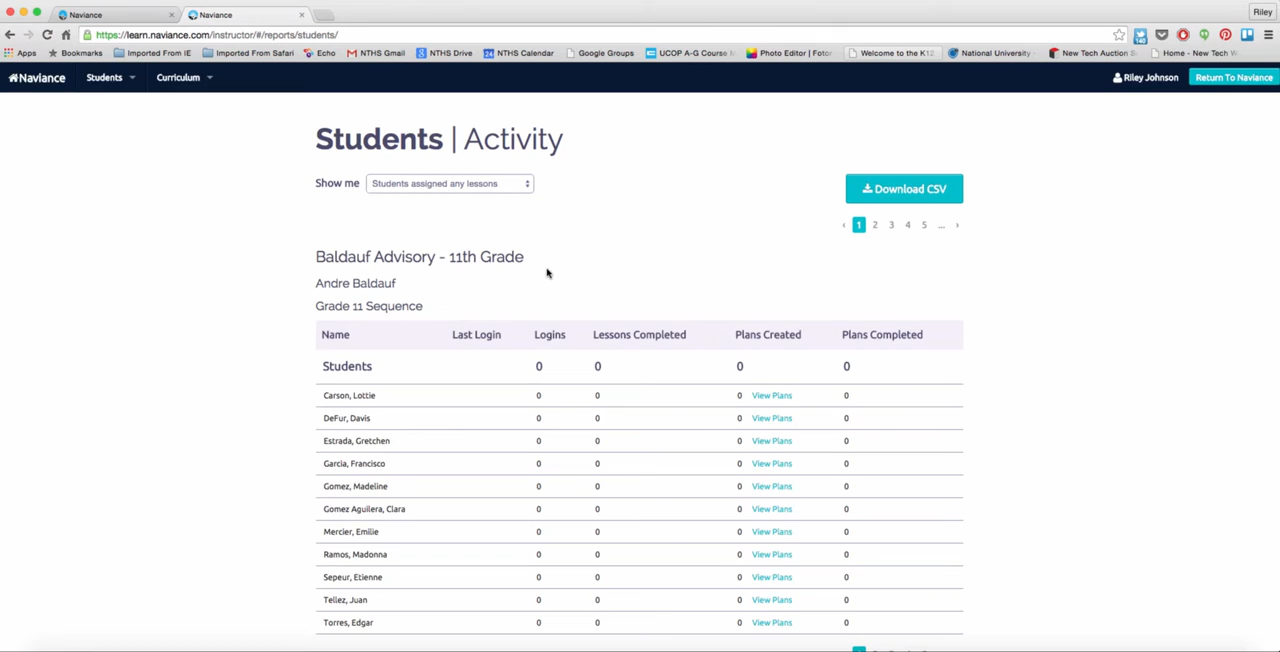 Naviance
Naviance
Riley
https://learn.naviance.com/instructor/#/reports/students/
140
Apps Bookmarks Imported From IE Imported From Safari Echo NTHS Gmail NTHS Drive 24 NTHS Calendar Google Groups UCOP A-G Course Photo Editor | Fotor Welcome to the K12 National University New Tech Auction Home - New Tech
Naviance Students Curriculum Riley Johnson Return To Naviance
Students | Activity
Show me Students assigned any lessons Download CSV
‹ 1 2 3 4 5 ... ›
Baldauf Advisory - 11th Grade
Andre Baldauf
Grade 11 Sequence
Name Last Login Logins Lessons Completed Plans Created Plans Completed
Students 0 0 0 0
Carson, Lottie 0 0 0 View Plans 0
DeFur, Davis 0 0 0 View Plans 0
Estrada, Gretchen 0 0 0 View Plans 0
Garcia, Francisco 0 0 0 View Plans 0
Gomez, Madeline 0 0 0 View Plans 0
Gomez Aguilera, Clara 0 0 0 View Plans 0
Mercier, Emilie 0 0 0 View Plans 0
Ramos, Madonna 0 0 0 View Plans 0
Sepeur, Etienne 0 0 0 View Plans 0
Tellez, Juan 0 0 0 View Plans 0
Torres, Edgar 0 0 0 View Plans 0